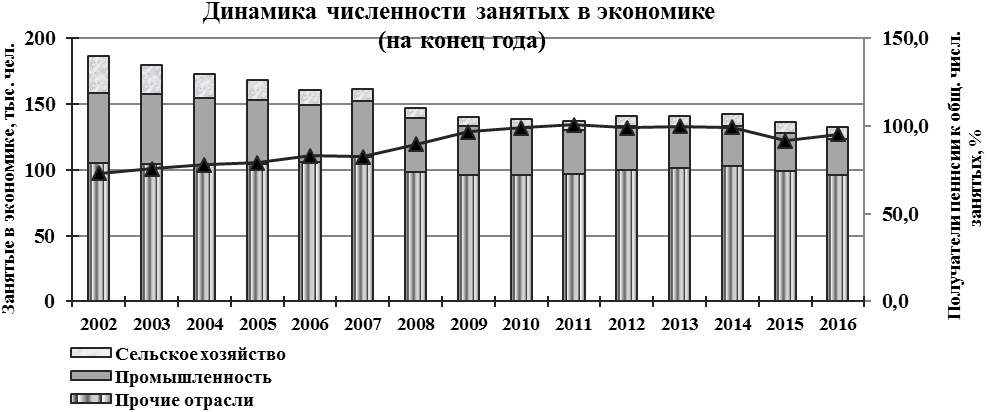 Динамика численности занятых в экономике
(на конец года)
Занятые в экономике, тыс. чел.
200
150
100
50
0
150,0
100,0
50,0
0,0
Получатели пеннсии к общ. числ.
занятых, %
2002 2003 2004 2005 2006 2007 2008 2009 2010 2011 2012 2013 2014 2015 2016
Сельское хозяйство
Промышленность
Прочие отрасли